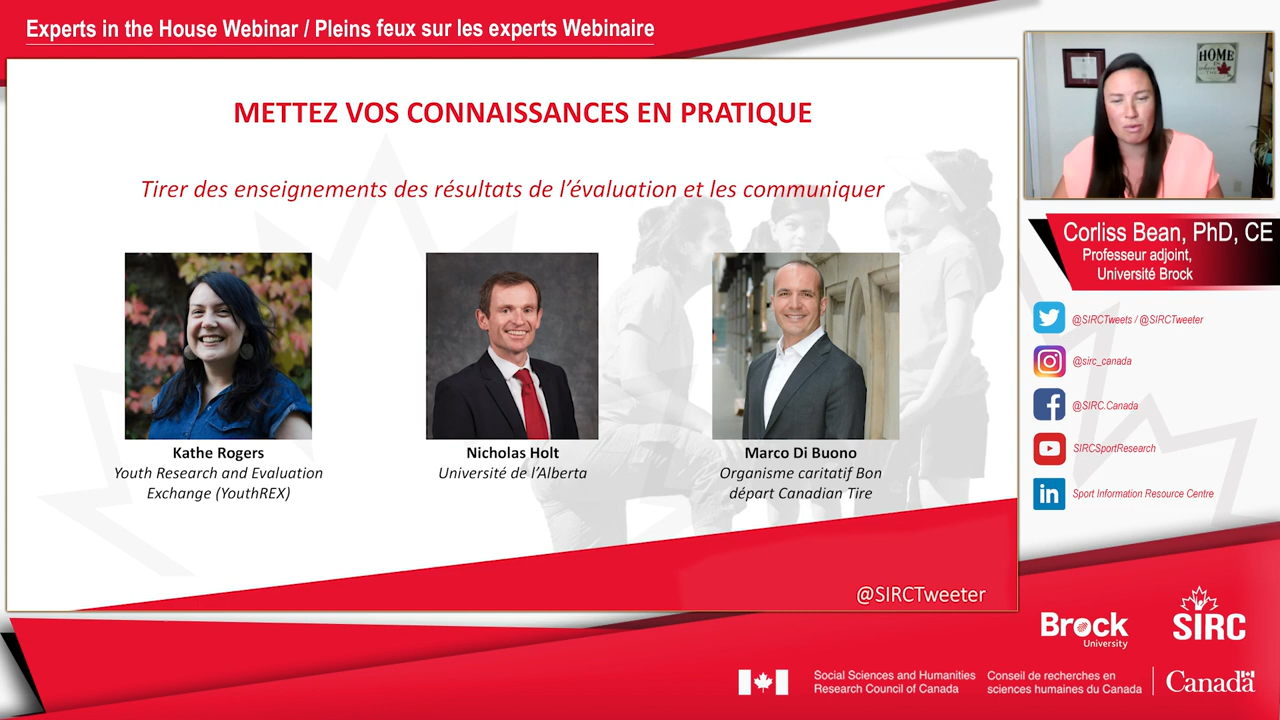 Experts in the House Webinar / Pleins feux sur les experts Webinaire
METTEZ VOS CONNAISSANCES EN PRATIQUE
Tirer des enseignements des résultats de l’évaluation et les communiquer
Kathe Rogers
Youth Research and Evaluation
Exchange (YouthREX)
Nicholas Holt
Université de l’Alberta
Marco Di Buono
Organisme caritatif Bon
départ Canadian Tire
@SIRCTweeter
HOME
Corliss Bean, PhD, CE
Professeur adjoint,
Université Brock
@SIRCTweets / @SIRCTweeter
@sirc_canada
@SIRC.Canada
SIRCSportResearch
in
Sport Information Resource Centre
Brock
University
SIRC
Social Sciences and Humanities
Research Council of Canada
Conseil de recherches en
sciences humaines du Canada
Canada